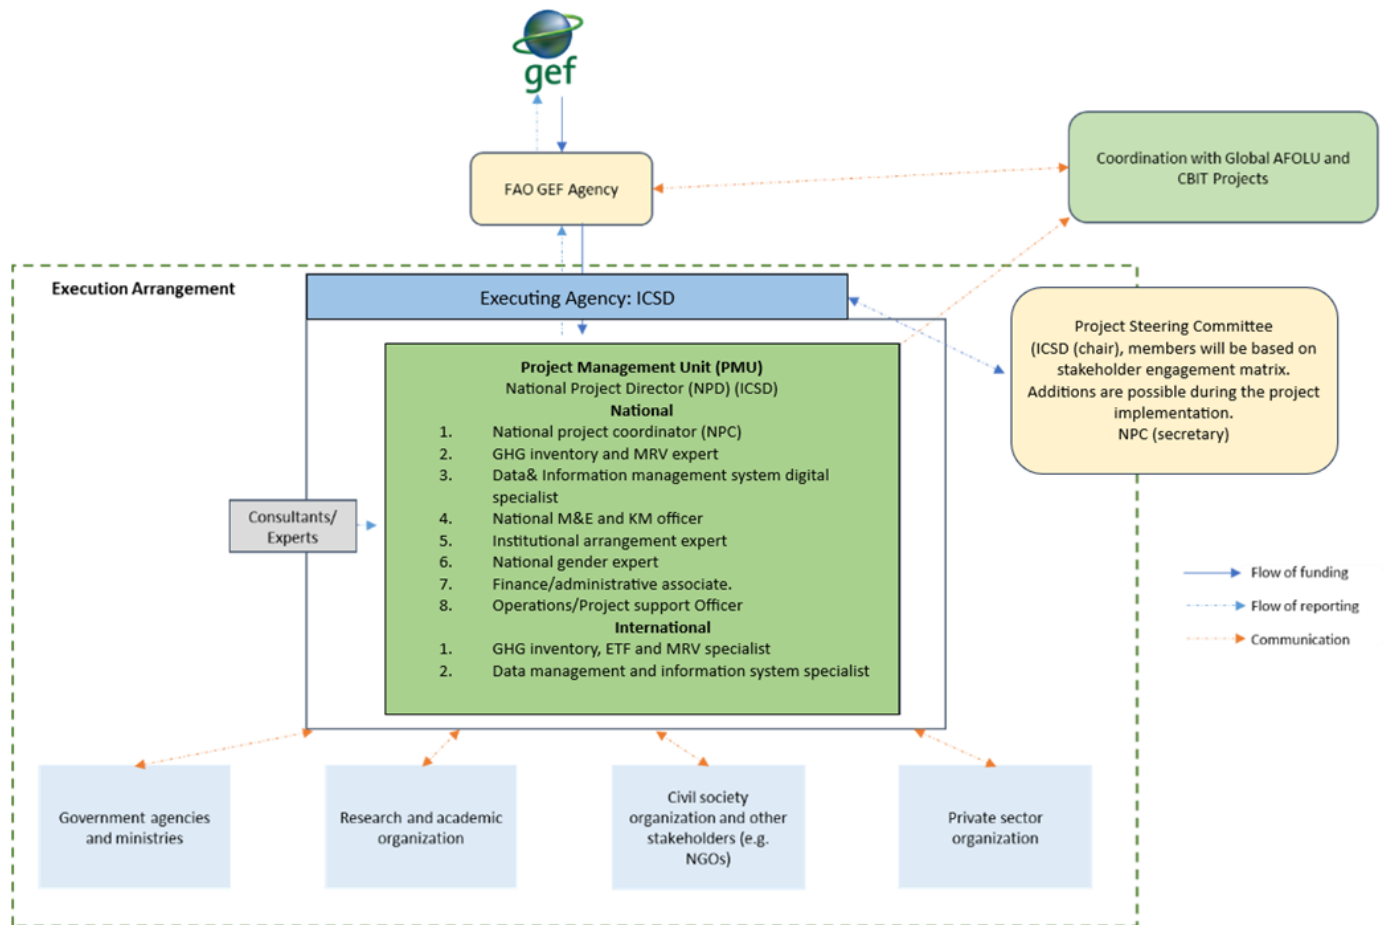 gef
FAO GEF Agency
Coordination with Global AFOLU and
CBIT Projects
Execution Arrangement
Executing Agency: ICSD
Project Steering Committee
(ICSD (chair), members will be based on
stakeholder engagement matrix.
Additions are possible during the project
implementation.
NPC (secretary)
Project Management Unit (PMU)
National Project Director (NPD) (ICSD)
National
1. National project coordinator (NPC)
2. GHG inventory and MRV expert
3. Data& Information management system digital
specialist
4. National M&E and KM officer
5. Institutional arrangement expert
6. National gender expert
7. Finance/administrative associate.
8. Operations/Project support Officer
International
1. GHG inventory, ETF and MRV specialist
2. Data management and information system specialist
Consultants/
Experts
Flow of funding
Flow of reporting
Communication
Government agencies
and ministries
Research and academic
organization
Civil society
organization and other
stakeholders (e.g.
NGOs)
Private sector
organization